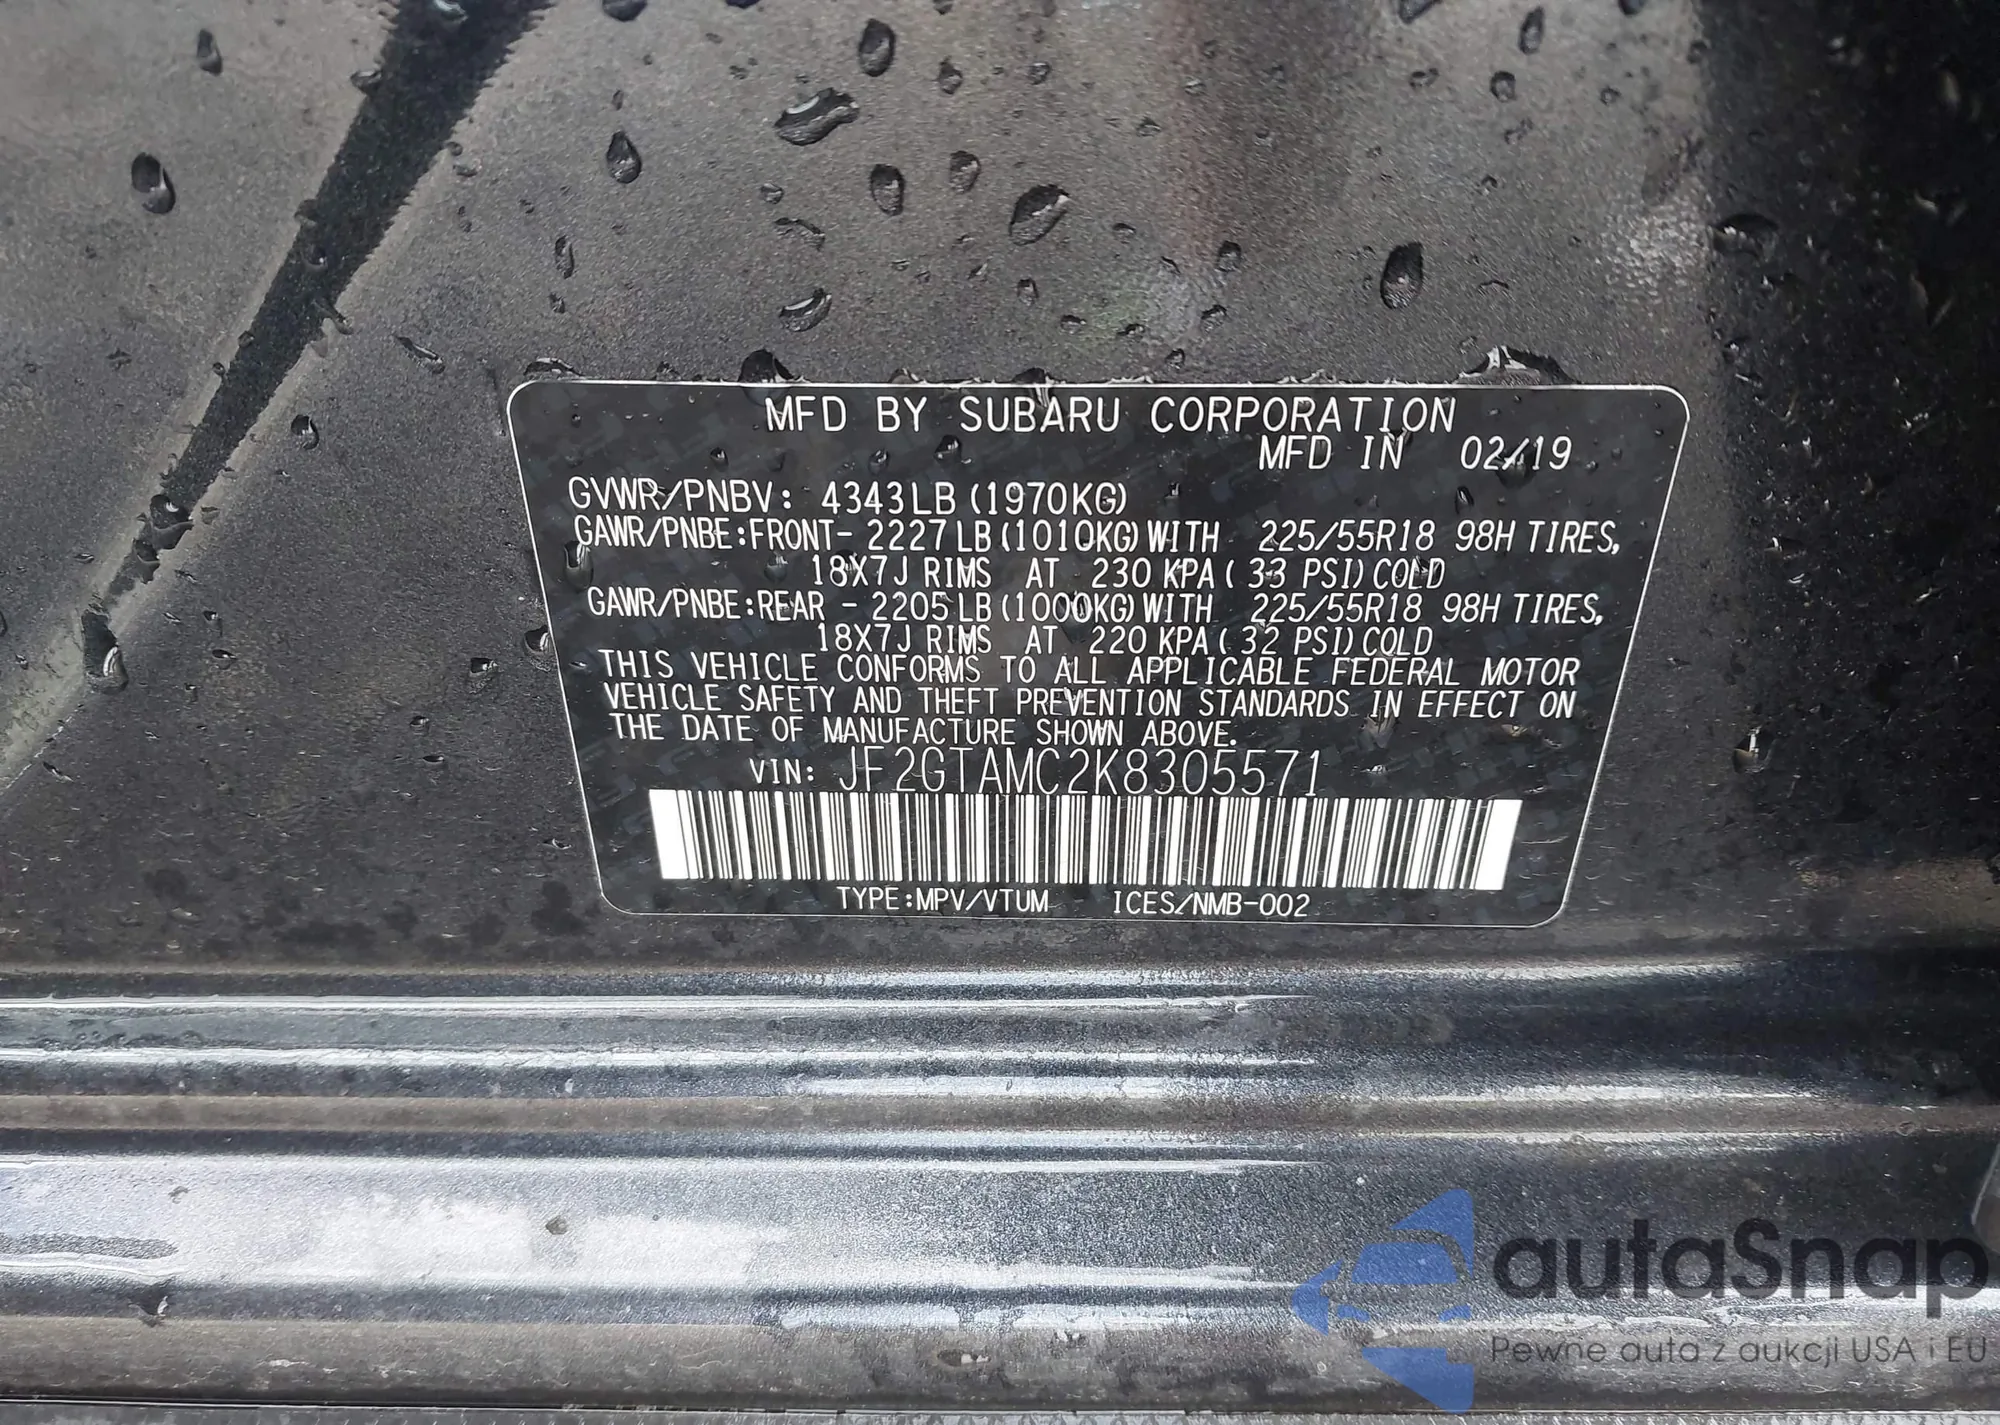 MFD BY SUBARU CORPORATION
MFD IN 02/19
GVWR/PNBV: 4343LB(1970KG)
GAWR/PNBE:FRONT- 2227LB(1010KG)WITH 225/55R18 98H TIRES,
18X7J RIMS AT 230 KPA(33 PSI)COLD
GAWR/PNBE:REAR - 2205LB(1000KG)WITH 225/55R18 98H TIRES,
18X7J RIMS AT 220 KPA(32 PSI)COLD
THIS VEHICLE CONFORMS TO ALL APPLICABLE FEDERAL MOTOR
VEHICLE SAFETY AND THEFT PREVENTION STANDARDS IN EFFECT ON
THE DATE OF MANUFACTURE SHOWN ABOVE.
VIN: JF2GTAMC2K8305571
TYPE:MPV/VTUM ICES/NMB-002
autaSnap
Pewne auta z aukcji USA i EU